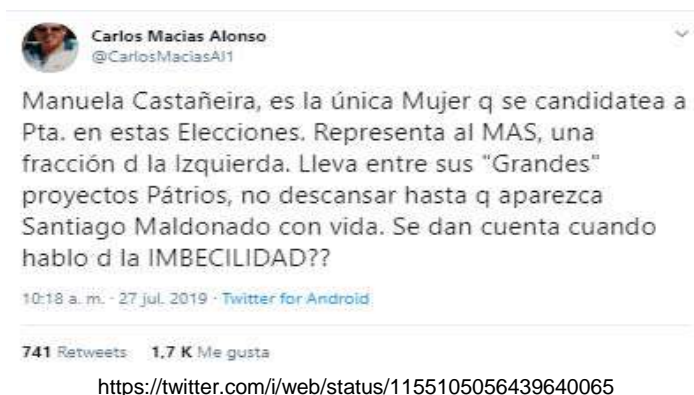 Carlos Macias Alonso
@CarlosMaciasAl1
Manuela Castañeira, es la única Mujer q se candidatea a
Pta. en estas Elecciones. Representa al MAS, una
fracción d la Izquierda. Lleva entre sus "Grandes"
proyectos Pátrios, no descansar hasta q aparezca
Santiago Maldonado con vida. Se dan cuenta cuando
hablo d la IMBECILIDAD??
10:18 a. m. · 27 jul. 2019 · Twitter for Android
741 Retweets 1,7 K Me gusta
https://twitter.com/i/web/status/1155105056439640065